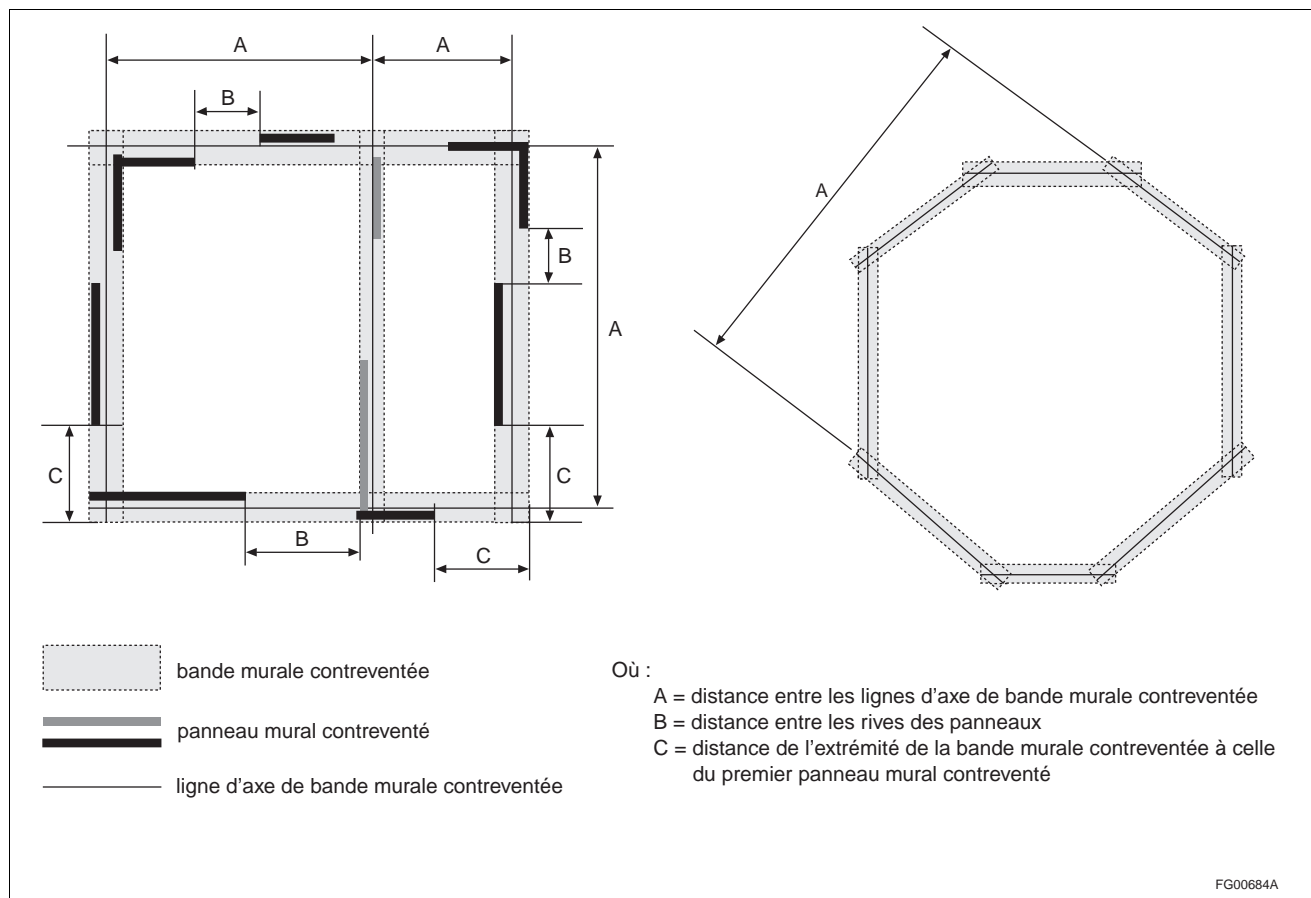 A
A
B
A
B
A
C
C
B
C
bande murale contreventée
panneau mural contreventé
ligne d'axe de bande murale contreventée
Où :
A = distance entre les lignes d'axe de bande murale contreventée
B = distance entre les rives des panneaux
C = distance de l'extrémité de la bande murale contreventée à celle
du premier panneau mural contreventé
FG00684A